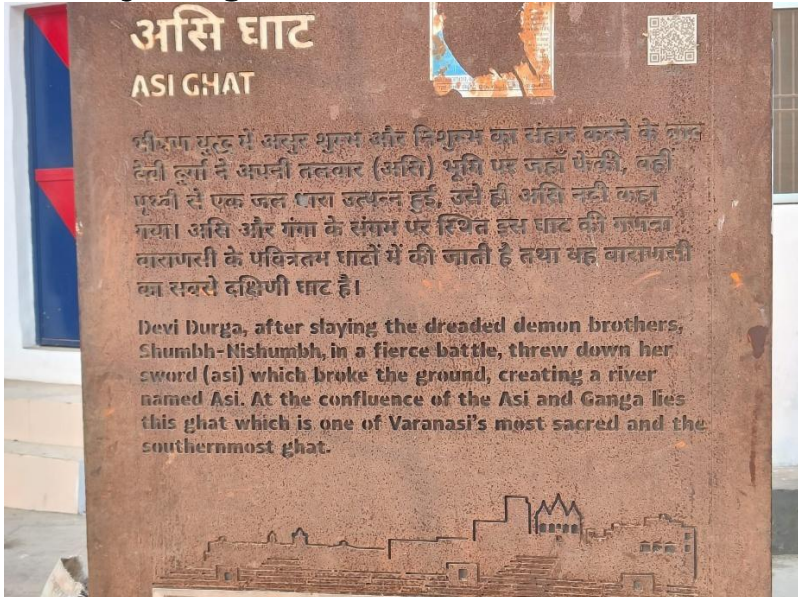 असि घाट
ASI GHAT
भीषण युद्ध में असुर शुम्भ और निशुम्भ का संहार करने के बाद
देवी दुर्गा ने अपनी तलवार (असि) भूमि पर जहाँ फेंकी, वहीं
पृथ्वी से एक जल धारा उत्पन्न हुई, उसे ही असि नदी कहा
गया। असि और गंगा के संगम पर स्थित इस घाट की गणना
वाराणसी के पवित्रतम घाटों में की जाती है तथा यह वाराणसी
का सबसे दक्षिणी घाट है।
Devi Durga, after slaying the dreaded demon brothers,
Shumbh-Nishumbh, in a fierce battle, threw down her
sword (asi) which broke the ground, creating a river
named Asi. At the confluence of the Asi and Ganga lies
this ghat which is one of Varanasi's most sacred and the
southernmost ghat.